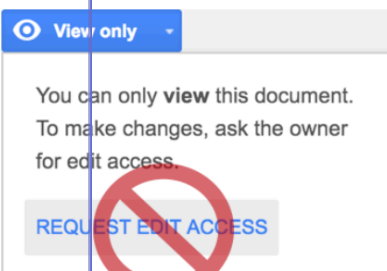 View only
You can only view this document.
To make changes, ask the owner
for edit access.
REQUEST EDIT ACCESS